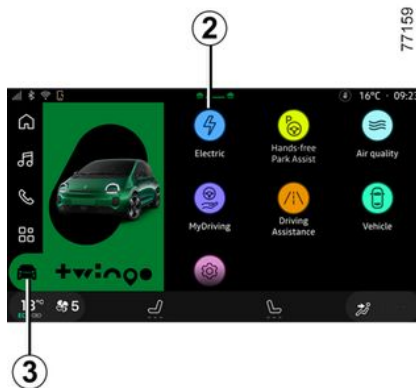 2
77159
16°C · 09:23
Electric
Hands-free
Park Assist
Air quality
MyDriving
Driving
Assistance
Vehicle
twingo
5
3